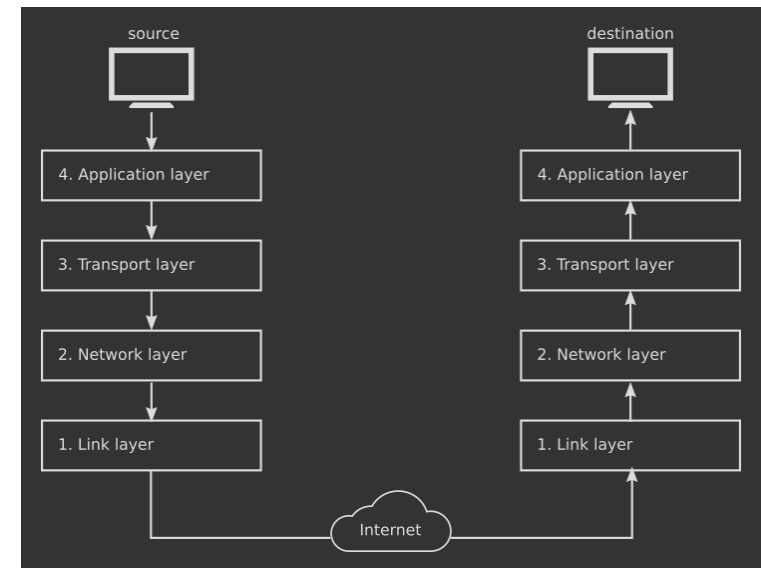 source
destination
4. Application layer
4. Application layer
3. Transport layer
3. Transport layer
2. Network layer
2. Network layer
1. Link layer
1. Link layer
Internet